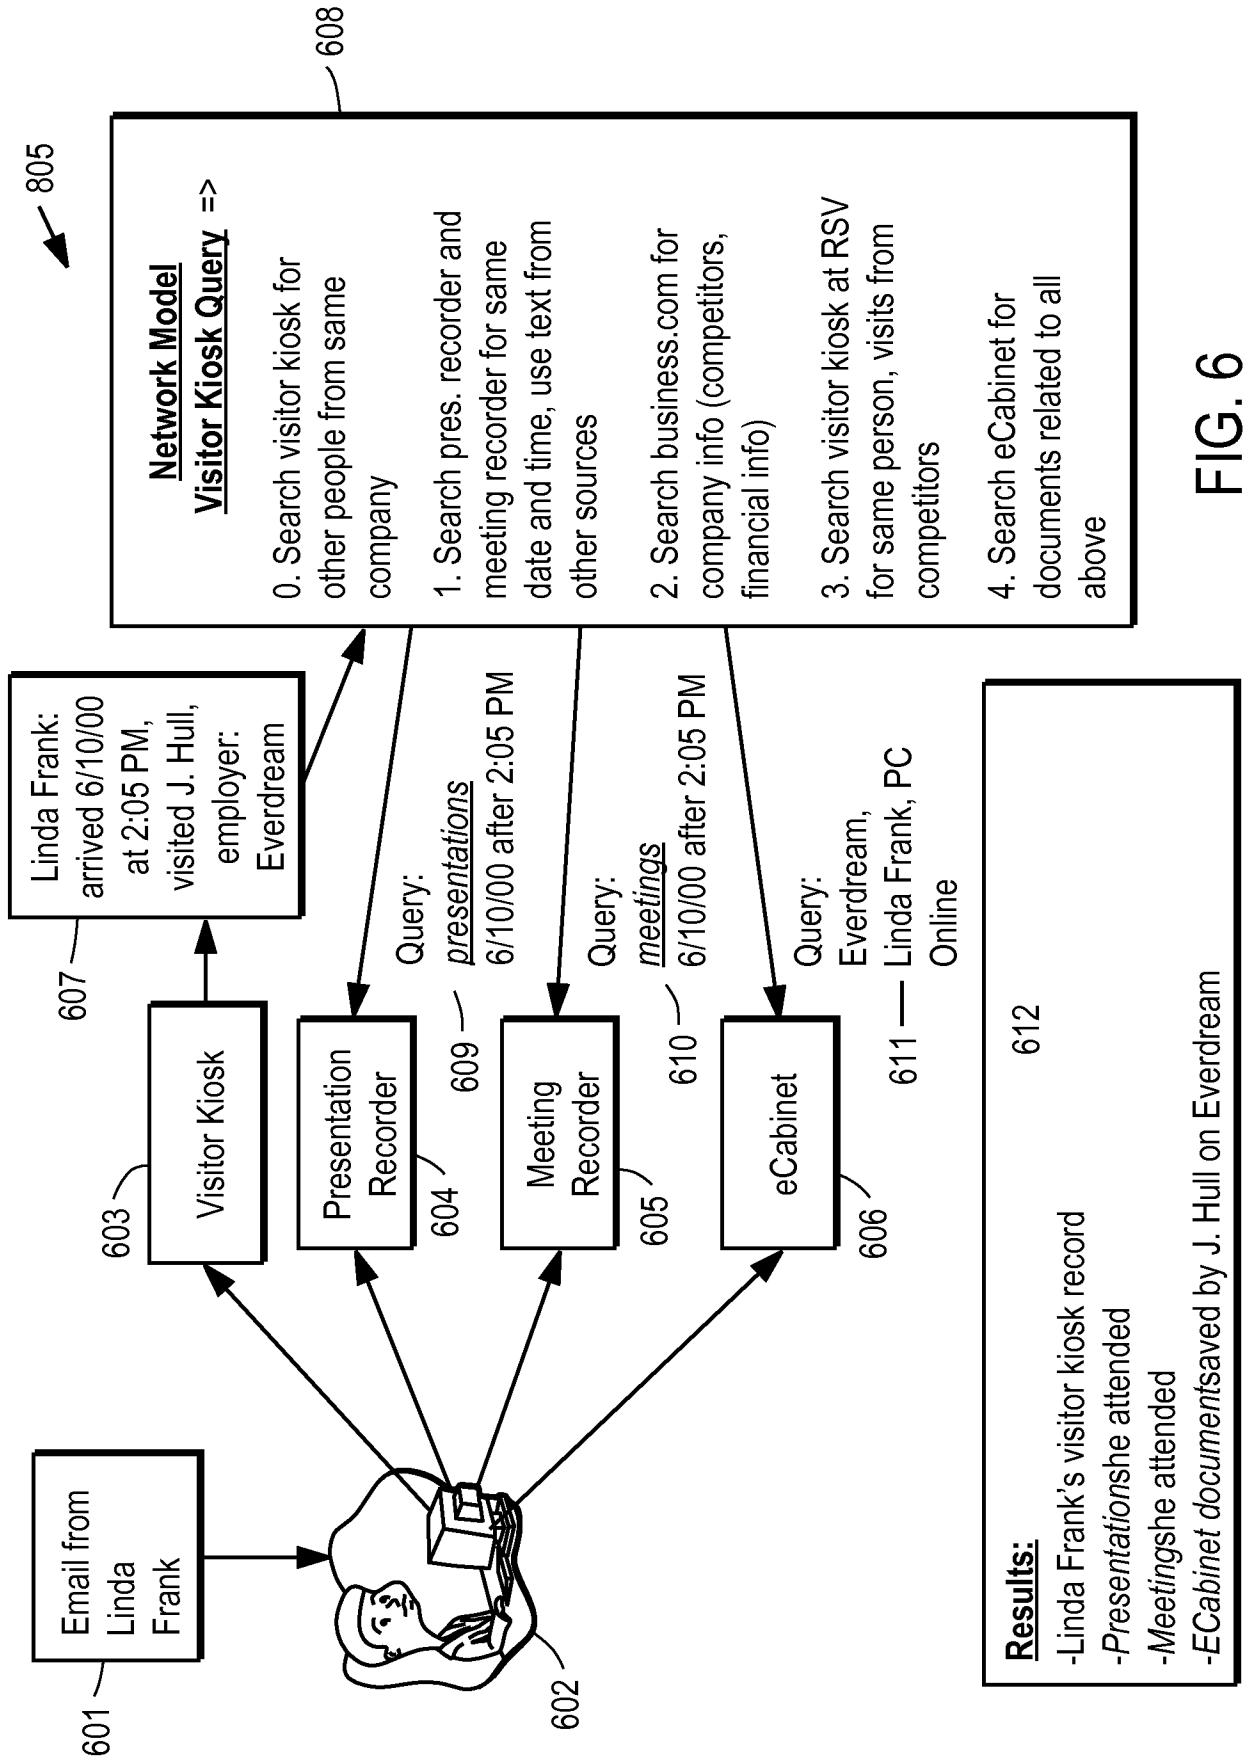 805
601
Email from
Linda
Frank
602
603
Visitor Kiosk
Presentation
Recorder
604
Meeting
Recorder
605
eCabinet
606
607
Linda Frank:
arrived 6/10/00
at 2:05 PM,
visited J. Hull,
employer:
Everdream
Query:
presentations
6/10/00 after 2:05 PM
609
Query:
meetings
6/10/00 after 2:05 PM
610
Query:
Everdream,
Linda Frank, PC
Online
611
608
Network Model
Visitor Kiosk Query =>
0. Search visitor kiosk for
other people from same
company
1. Search pres. recorder and
meeting recorder for same
date and time, use text from
other sources
2. Search business.com for
company info (competitors,
financial info)
3. Search visitor kiosk at RSV
for same person, visits from
competitors
4. Search eCabinet for
documents related to all
above
Results:
612
-Linda Frank's visitor kiosk record
-Presentationshe attended
-Meetingshe attended
-ECabinet documentsaved by J. Hull on Everdream
FIG. 6